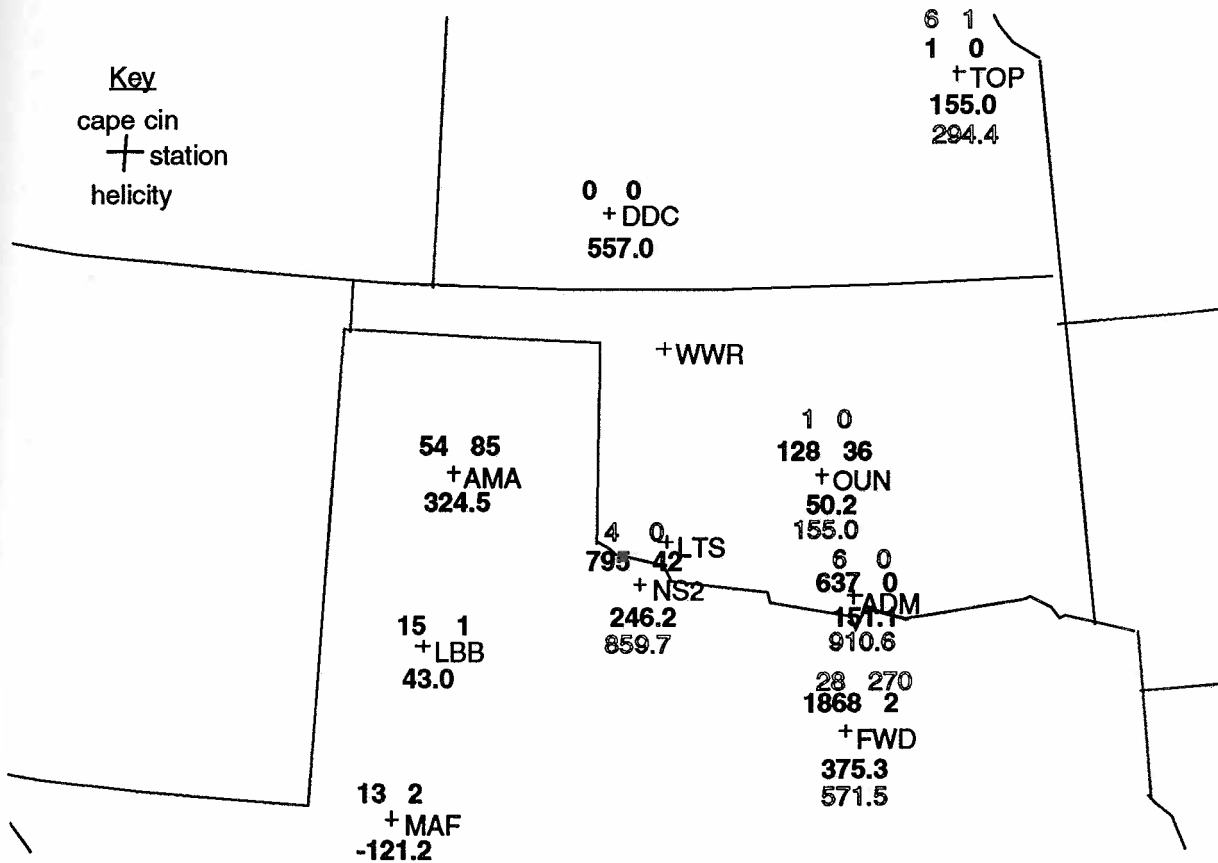 Key
cape cin
station
helicity
6 1
1 0
TOP
155.0
294.4
0 0
DDC
557.0
WWR
54 85
AMA
324.5
1 0
128 36
OUN
50.2
155.0
4 0
LTS
795 42
NS2
246.2
859.7
6 0
637 0
ADM
151.1
910.6
15 1
LBB
43.0
28 270
1868 2
FWD
375.3
571.5
13 2
MAF
-121.2